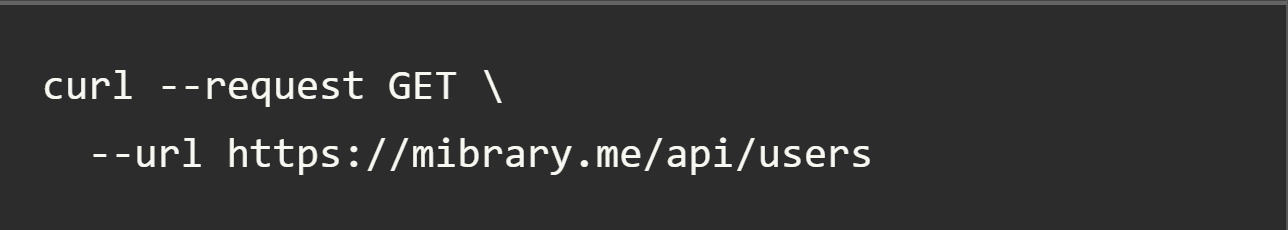 curl --request GET \
  --url https://mibrary.me/api/users